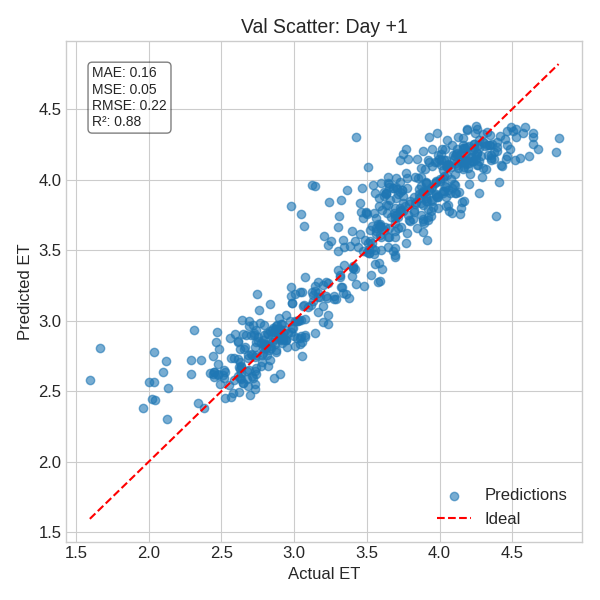 Val Scatter: Day +1
MAE: 0.16
MSE: 0.05
RMSE: 0.22
R²: 0.88
4.5
4.0
3.5
3.0
2.5
2.0
1.5
Predicted ET
Predictions
Ideal
1.5 2.0 2.5 3.0 3.5 4.0 4.5
Actual ET